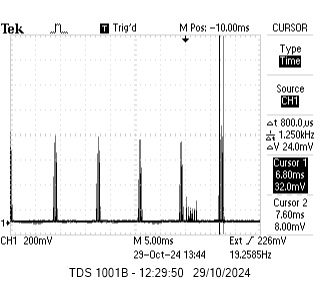 Tek T Trig'd M Pos: -10.00ms CURSOR
Type
Time
Source
CH1
Δt 800.0µs
1.250kHz
ΔV 24.0mV
Cursor 1
6.80ms
32.0mV
Cursor 2
7.60ms
8.00mV
1
CH1 200mV M 5.00ms Ext 226mV
29-Oct-24 13:44 19.2585Hz
TDS 1001B - 12:29:50 29/10/2024